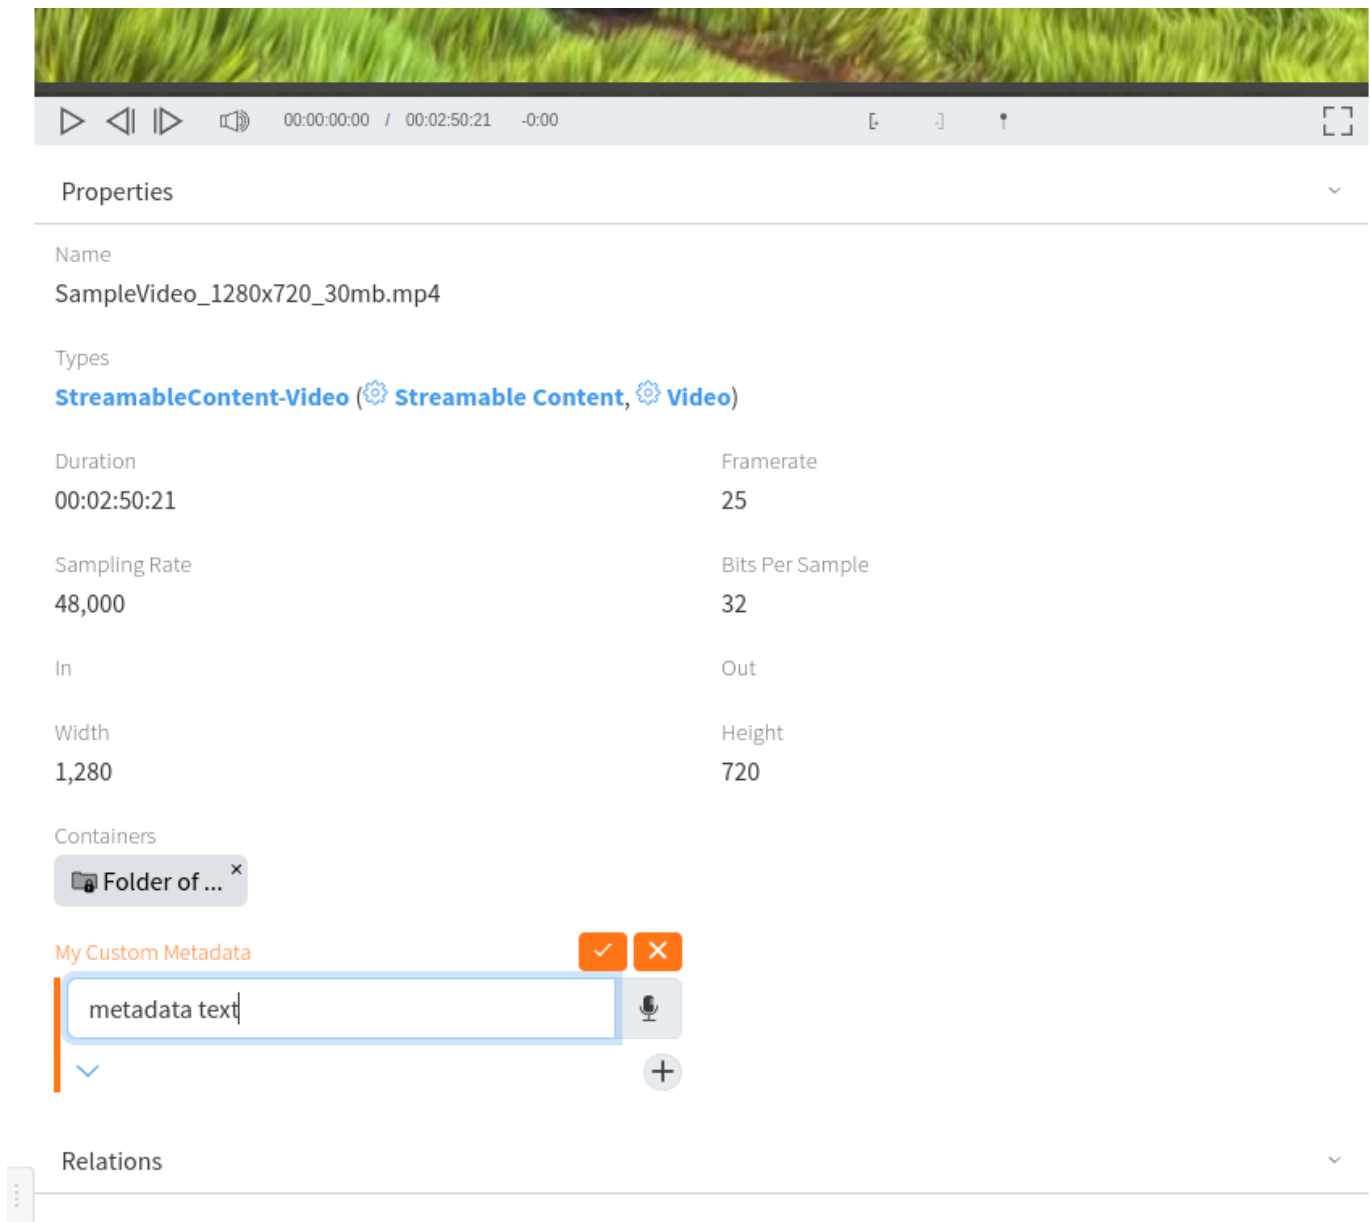 00:00:00:00 / 00:02:50:21 -0:00
Properties
Name
SampleVideo_1280x720_30mb.mp4
Types
StreamableContent-Video ( Streamable Content, Video)
Duration Framerate
00:02:50:21 25
Sampling Rate Bits Per Sample
48,000 32
In Out
Width Height
1,280 720
Containers
Folder of ...
My Custom Metadata
metadata text
Relations